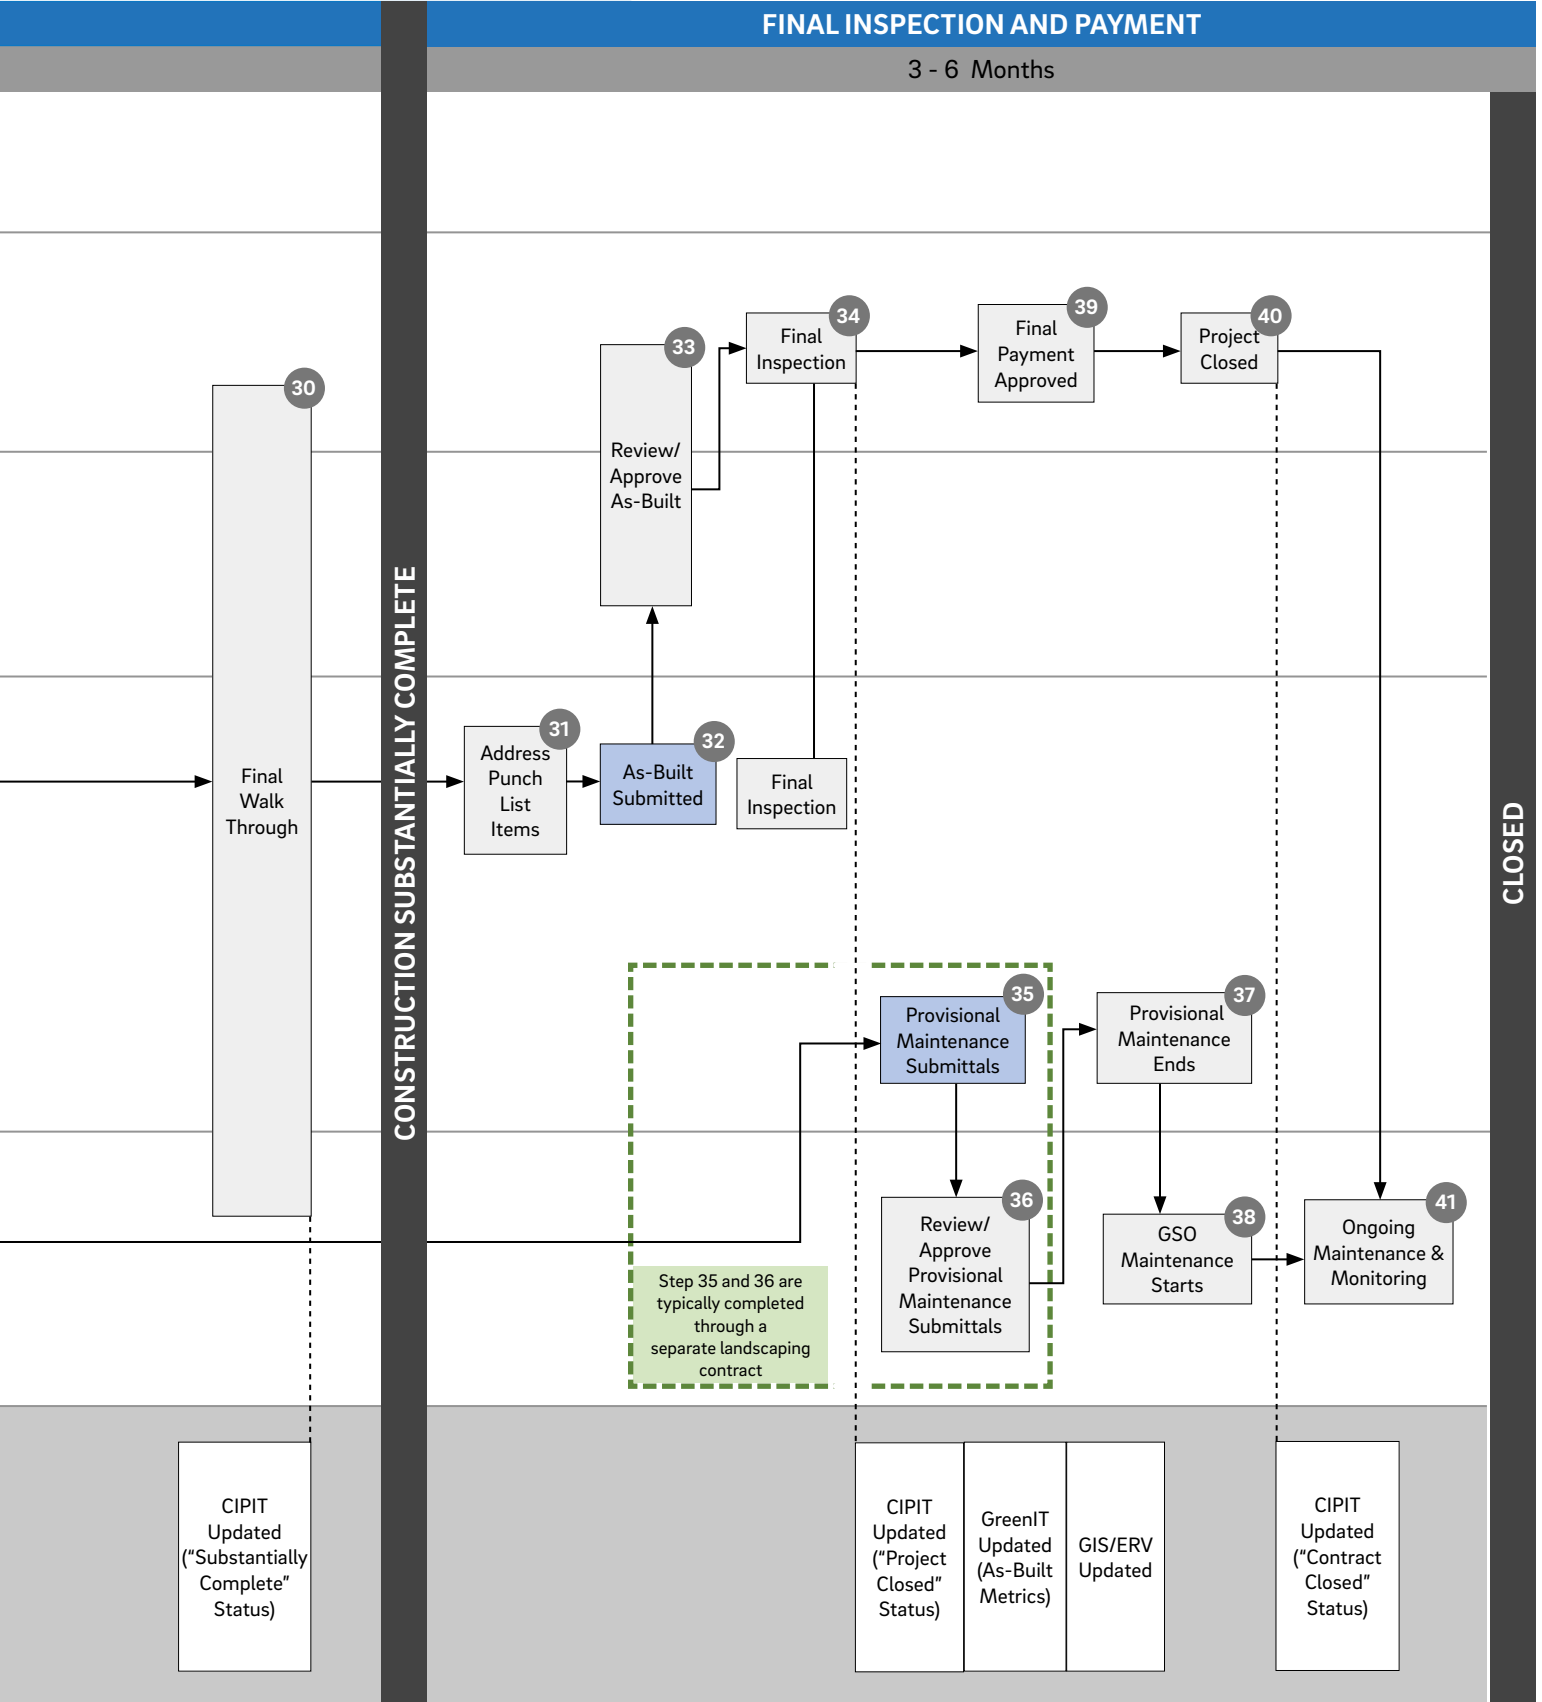 FINAL INSPECTION AND PAYMENT
3 - 6 Months
30
Final
Walk
Through
CONSTRUCTION SUBSTANTIALLY COMPLETE
31
Address
Punch
List
Items
32
As-Built
Submitted
33
Review/
Approve
As-Built
34
Final
Inspection
Final
Inspection
39
Final
Payment
Approved
40
Project
Closed
35
Provisional
Maintenance
Submittals
36
Review/
Approve
Provisional
Maintenance
Submittals
Step 35 and 36 are
typically completed
through a
separate landscaping
contract
37
Provisional
Maintenance
Ends
38
GSO
Maintenance
Starts
41
Ongoing
Maintenance &
Monitoring
CLOSED
CIPIT
Updated
(“Substantially
Complete”
Status)
CIPIT
Updated
(“Project
Closed”
Status)
GreenIT
Updated
(As-Built
Metrics)
GIS/ERV
Updated
CIPIT
Updated
(“Contract
Closed”
Status)